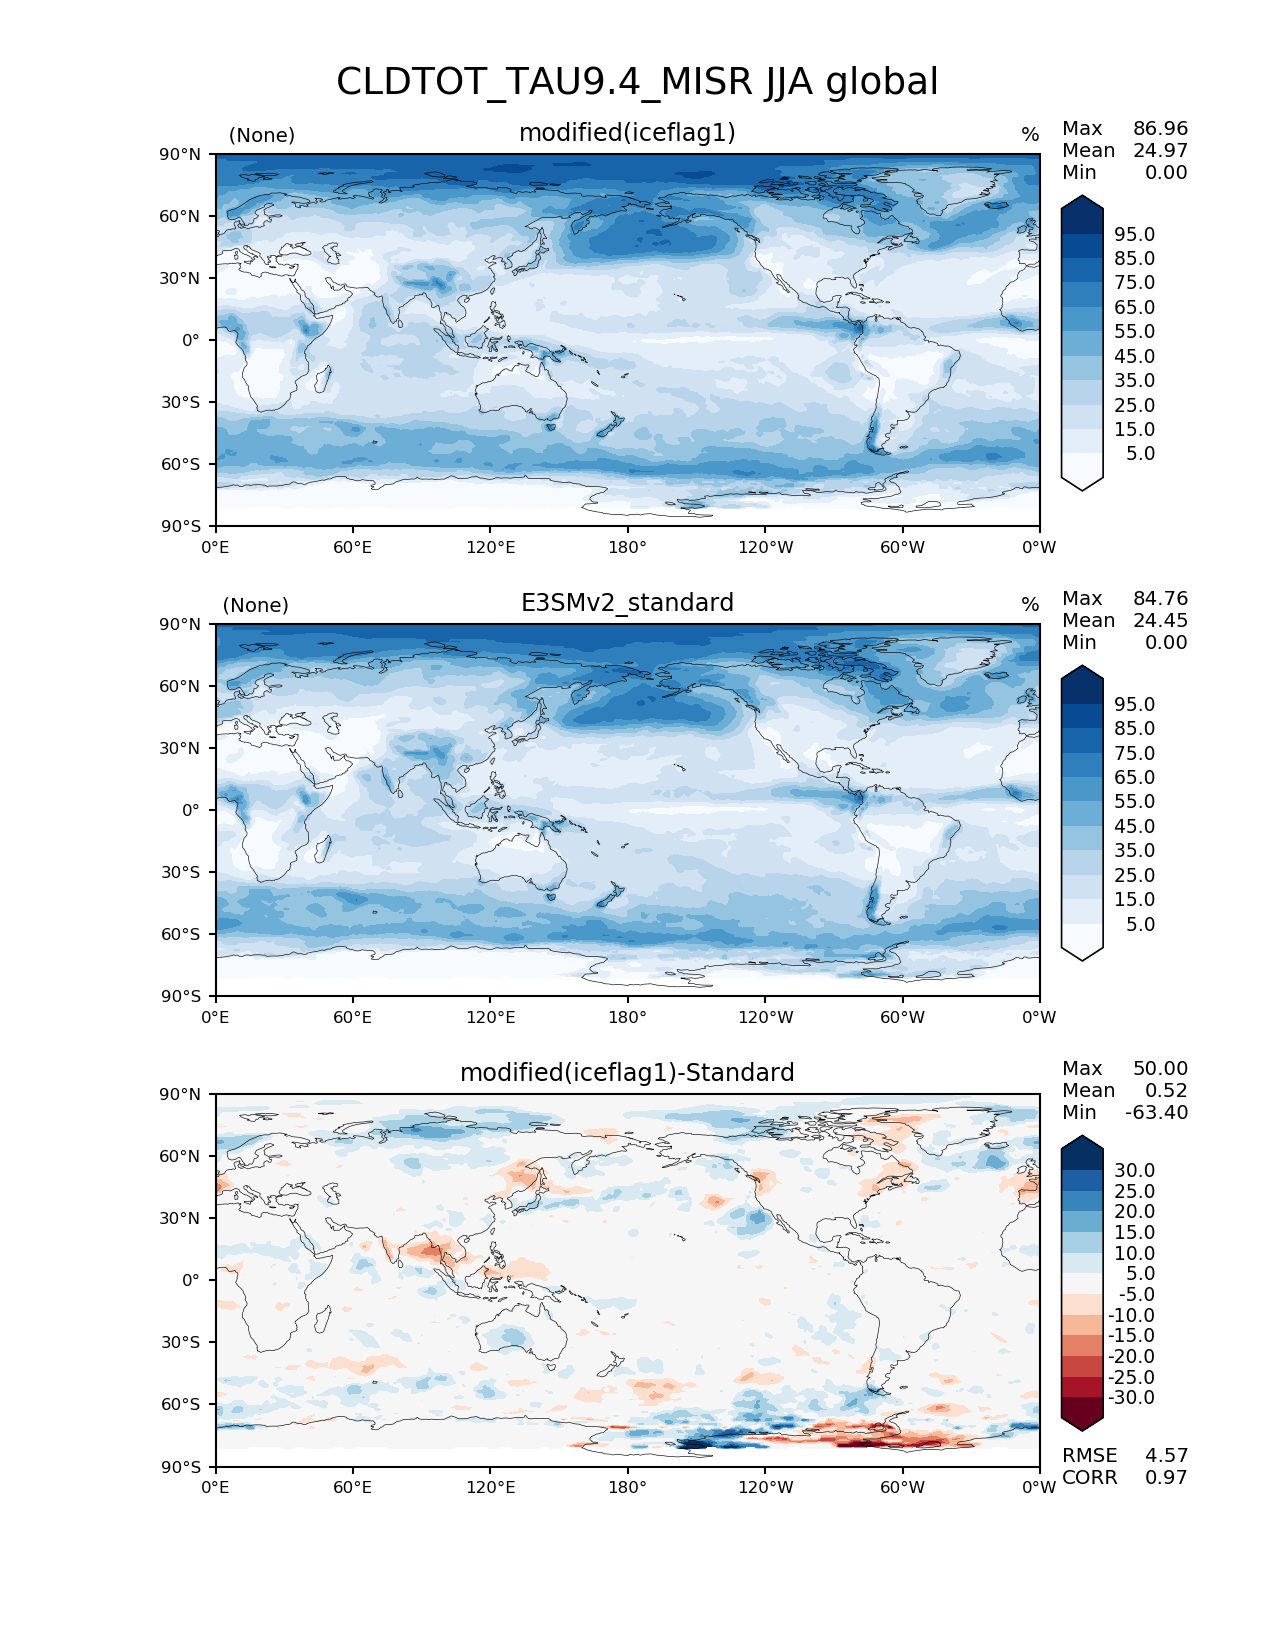 CLDTOT_TAU9.4_MISR JJA global
(None) modified(iceflag1) %
Max 86.96
Mean 24.97
Min 0.00
90°N
60°N
30°N
0°
30°S
60°S
90°S
0°E 60°E 120°E 180° 120°W 60°W 0°W
95.0
85.0
75.0
65.0
55.0
45.0
35.0
25.0
15.0
5.0
(None) E3SMv2_standard %
Max 84.76
Mean 24.45
Min 0.00
90°N
60°N
30°N
0°
30°S
60°S
90°S
0°E 60°E 120°E 180° 120°W 60°W 0°W
95.0
85.0
75.0
65.0
55.0
45.0
35.0
25.0
15.0
5.0
modified(iceflag1)-Standard
Max 50.00
Mean 0.52
Min -63.40
90°N
60°N
30°N
0°
30°S
60°S
90°S
0°E 60°E 120°E 180° 120°W 60°W 0°W
30.0
25.0
20.0
15.0
10.0
5.0
-5.0
-10.0
-15.0
-20.0
-25.0
-30.0
RMSE 4.57
CORR 0.97